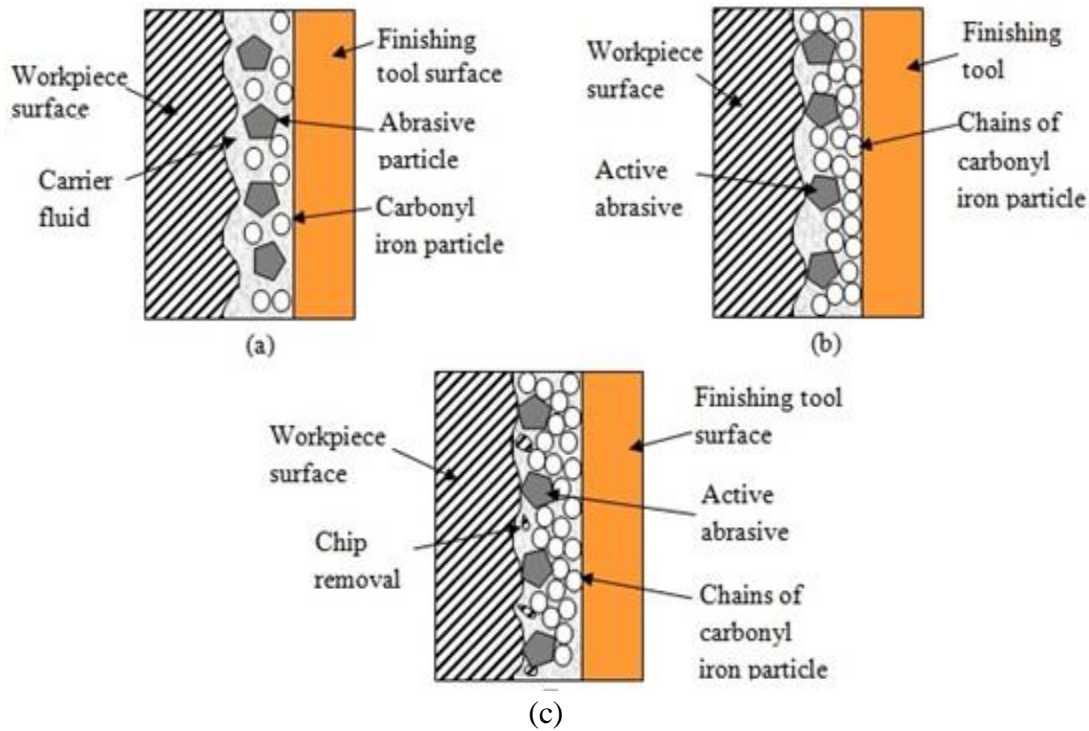 Workpiece
surface
Carrier
fluid
Finishing
tool surface
Abrasive
particle
Carbonyl
iron particle
(a)
Workpiece
surface
Active
abrasive
Finishing
tool
Chains of
carbonyl
iron particle
(b)
Workpiece
surface
Chip
removal
Finishing tool
surface
Active
abrasive
Chains of
carbonyl
iron particle
(c)